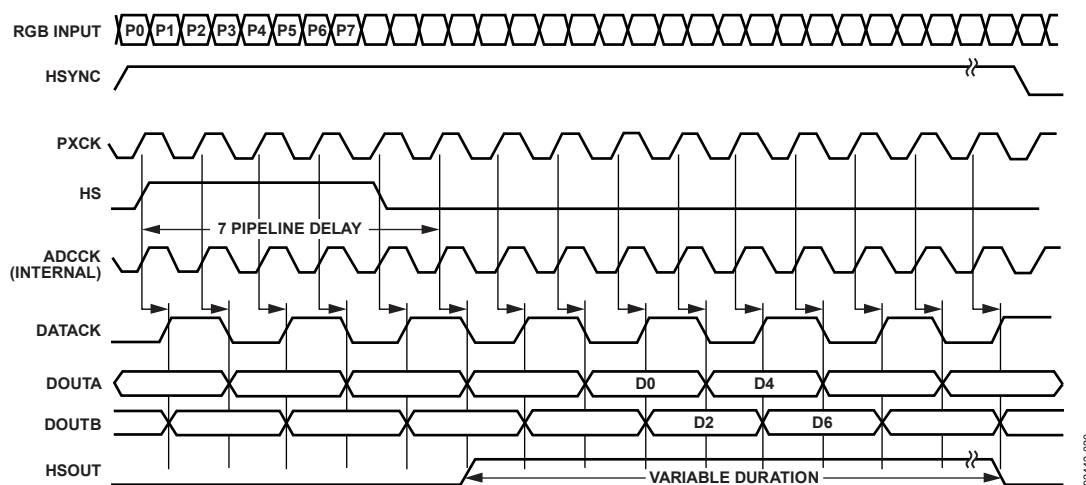 RGB INPUT P0 P1 P2 P3 P4 P5 P6 P7
HSYNC
PXCK
HS
7 PIPELINE DELAY
ADCCK
(INTERNAL)
DATACK
DOUTA D0 D4
DOUTB D2 D6
HSOUT VARIABLE DURATION